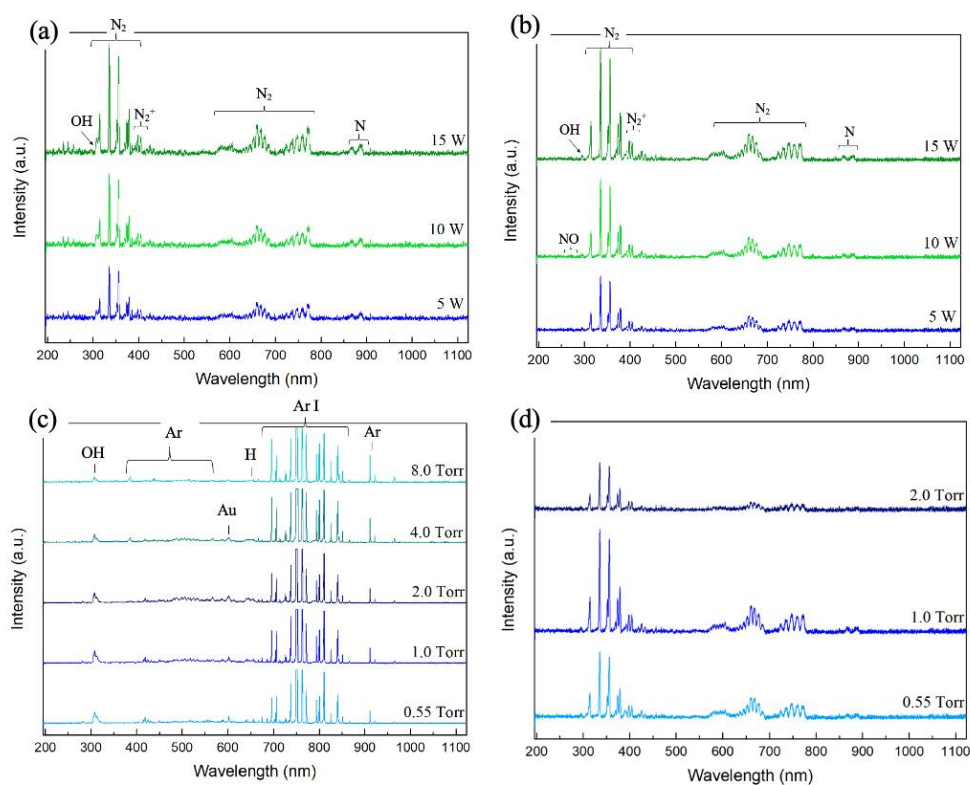 (a)
N₂
OH
N₂⁺
N₂
N
15 W
10 W
5 W
Intensity (a.u.)
200 300 400 500 600 700 800 900 1000 1100
Wavelength (nm)
(b)
N₂
OH
N₂⁺
N₂
N
15 W
NO
10 W
5 W
Intensity (a.u.)
200 300 400 500 600 700 800 900 1000 1100
Wavelength (nm)
(c)
Ar I
OH
Ar
H
Ar
8.0 Torr
Au
4.0 Torr
2.0 Torr
1.0 Torr
0.55 Torr
Intensity (a.u.)
200 300 400 500 600 700 800 900 1000 1100
Wavelength (nm)
(d)
2.0 Torr
1.0 Torr
0.55 Torr
Intensity (a.u.)
200 300 400 500 600 700 800 900 1000 1100
Wavelength (nm)